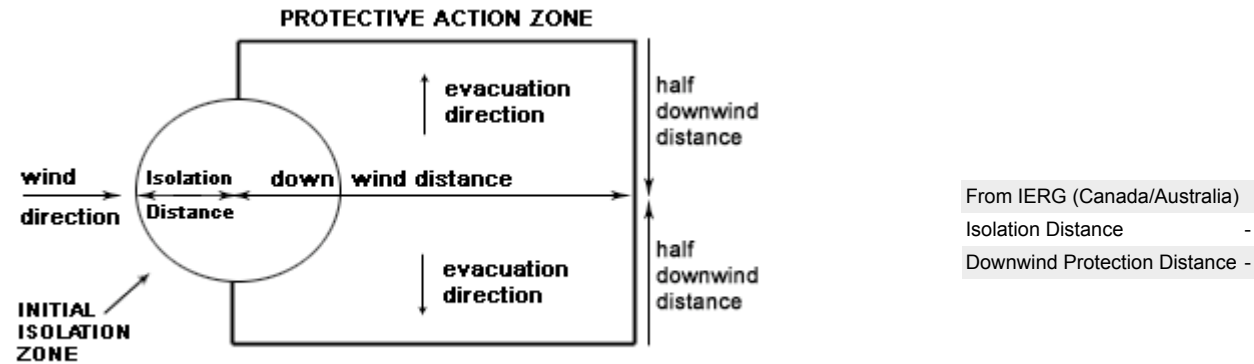 PROTECTIVE ACTION ZONE
evacuation
direction
half
downwind
distance
wind
direction
Isolation
Distance
down wind distance
evacuation
direction
half
downwind
distance
INITIAL
ISOLATION
ZONE
From IERG (Canada/Australia)
Isolation Distance -
Downwind Protection Distance -